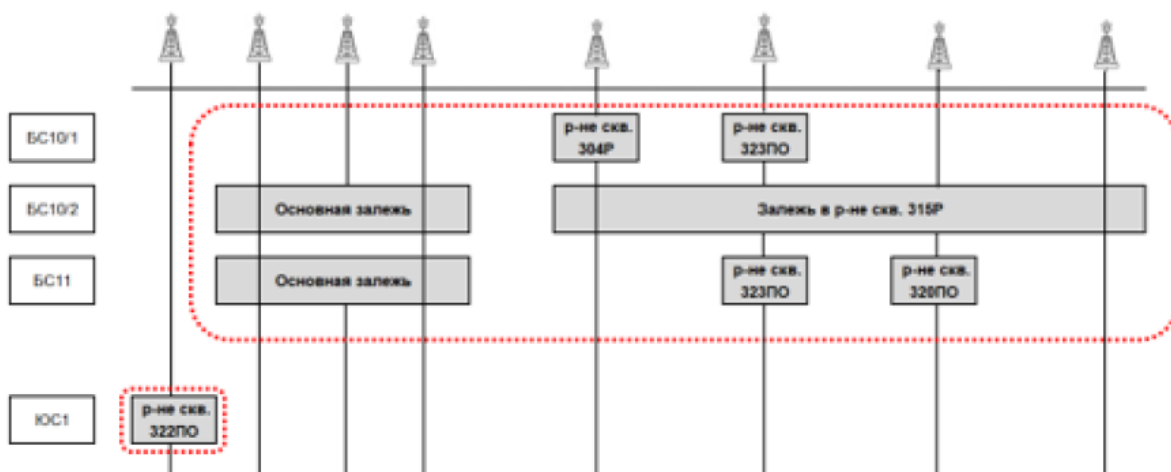 БС10/1
р-не скв.
304Р
р-не скв.
323ПО
БС10/2
Основная залежь
Залежь в р-не скв. 315Р
БС11
Основная залежь
р-не скв.
323ПО
р-не скв.
320ПО
ЮС1
р-не скв.
322ПО